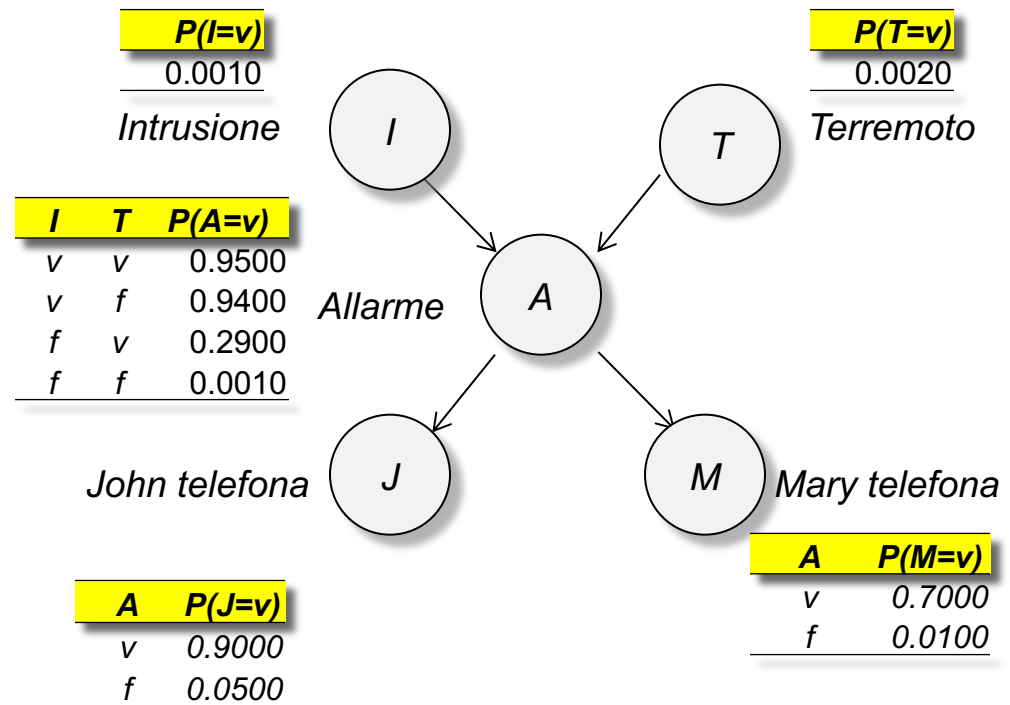 P(I=v)
0.0010
Intrusione
I
P(T=v)
0.0020
Terremoto
T
I T P(A=v)
v v 0.9500
v f 0.9400
f v 0.2900
f f 0.0010
Allarme
A
John telefona
J
M
Mary telefona
A P(J=v)
v 0.9000
f 0.0500
A P(M=v)
v 0.7000
f 0.0100